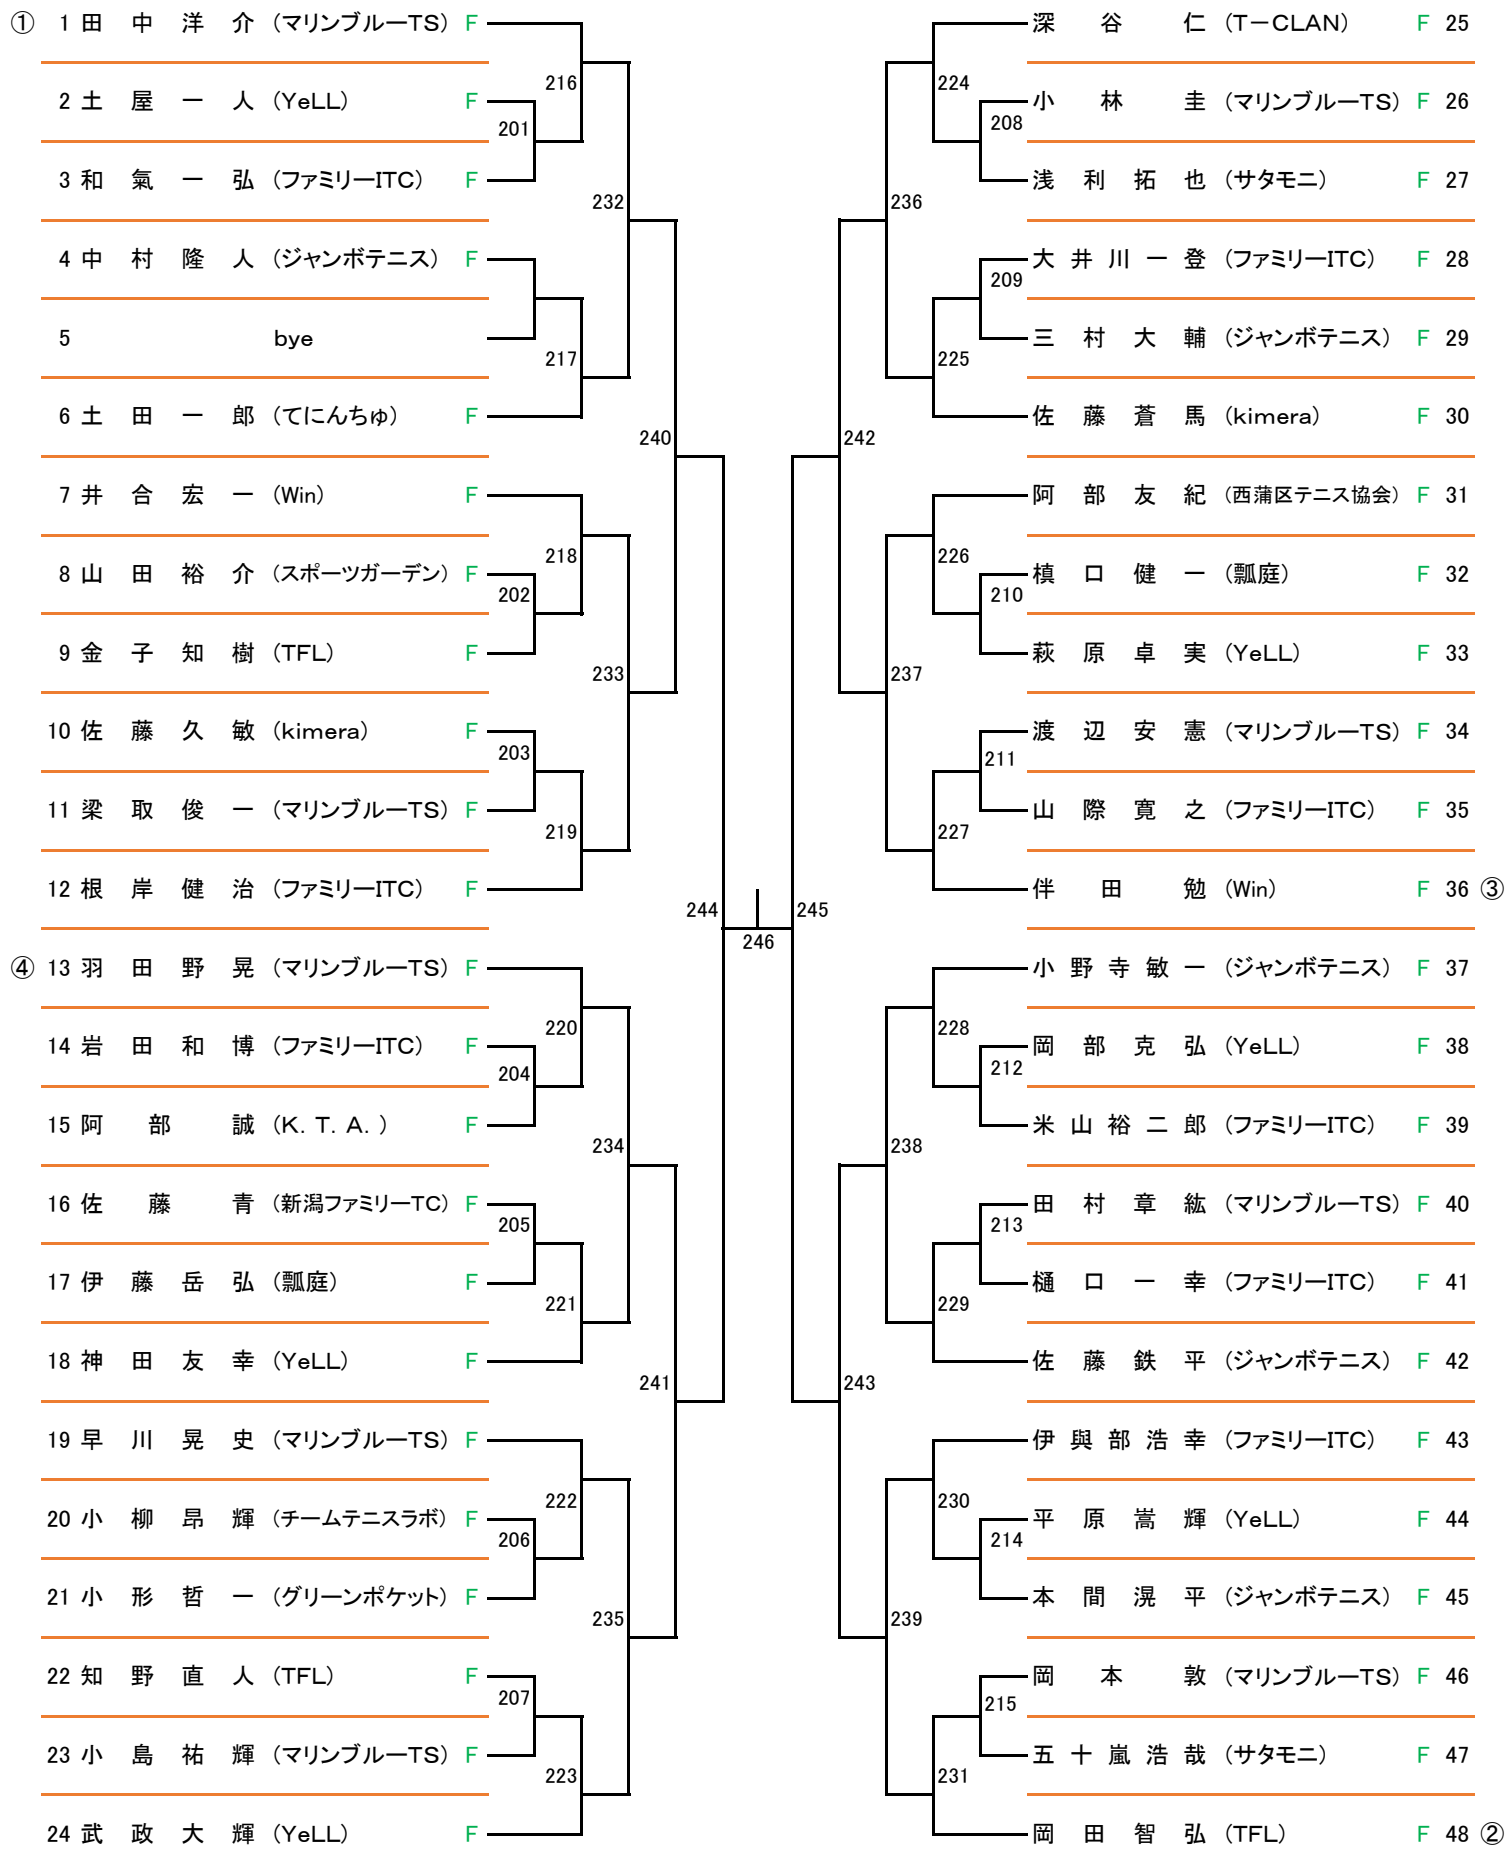 ① 1 田中洋介 (マリンブルーTS) F
216
2 土屋一人 (YeLL) F
201
3 和氣一弘 (ファミリーITC) F
232
4 中村隆人 (ジャンボテニス) F
5 bye
217
6 土田一郎 (てにんちゅ) F
240
7 井合宏一 (Win) F
218
8 山田裕介 (スポーツガーデン) F
202
9 金子知樹 (TFL) F
233
10 佐藤久敏 (kimera) F
203
11 梁取俊一 (マリンブルーTS) F
219
12 根岸健治 (ファミリーITC) F
244
④ 13 羽田野晃 (マリンブルーTS) F
220
14 岩田和博 (ファミリーITC) F
204
15 阿部誠 (K.T.A.) F
234
16 佐藤青 (新潟ファミリーTC) F
205
17 伊藤岳弘 (瓢庭) F
221
18 神田友幸 (YeLL) F
241
19 早川晃史 (マリンブルーTS) F
222
20 小柳昂輝 (チームテニスラボ) F
206
21 小形哲一 (グリーンポケット) F
235
22 知野直人 (TFL) F
207
23 小島祐輝 (マリンブルーTS) F
223
24 武政大輝 (YeLL) F
246
深谷仁 (T-CLAN) F 25
224
小林圭 (マリンブルーTS) F 26
208
浅利拓也 (サタモニ) F 27
236
大井川一登 (ファミリーITC) F 28
209
三村大輔 (ジャンボテニス) F 29
225
佐藤蒼馬 (kimera) F 30
242
阿部友紀 (西蒲区テニス協会) F 31
226
槙口健一 (瓢庭) F 32
210
萩原卓実 (YeLL) F 33
237
渡辺安憲 (マリンブルーTS) F 34
211
山際寛之 (ファミリーITC) F 35
227
伴田勉 (Win) F 36 ③
245
小野寺敏一 (ジャンボテニス) F 37
228
岡部克弘 (YeLL) F 38
212
米山裕二郎 (ファミリーITC) F 39
238
田村章紘 (マリンブルーTS) F 40
213
樋口一幸 (ファミリーITC) F 41
229
佐藤鉄平 (ジャンボテニス) F 42
243
伊與部浩幸 (ファミリーITC) F 43
230
平原嵩輝 (YeLL) F 44
214
本間滉平 (ジャンボテニス) F 45
239
岡本敦 (マリンブルーTS) F 46
215
五十嵐浩哉 (サタモニ) F 47
231
岡田智弘 (TFL) F 48 ②